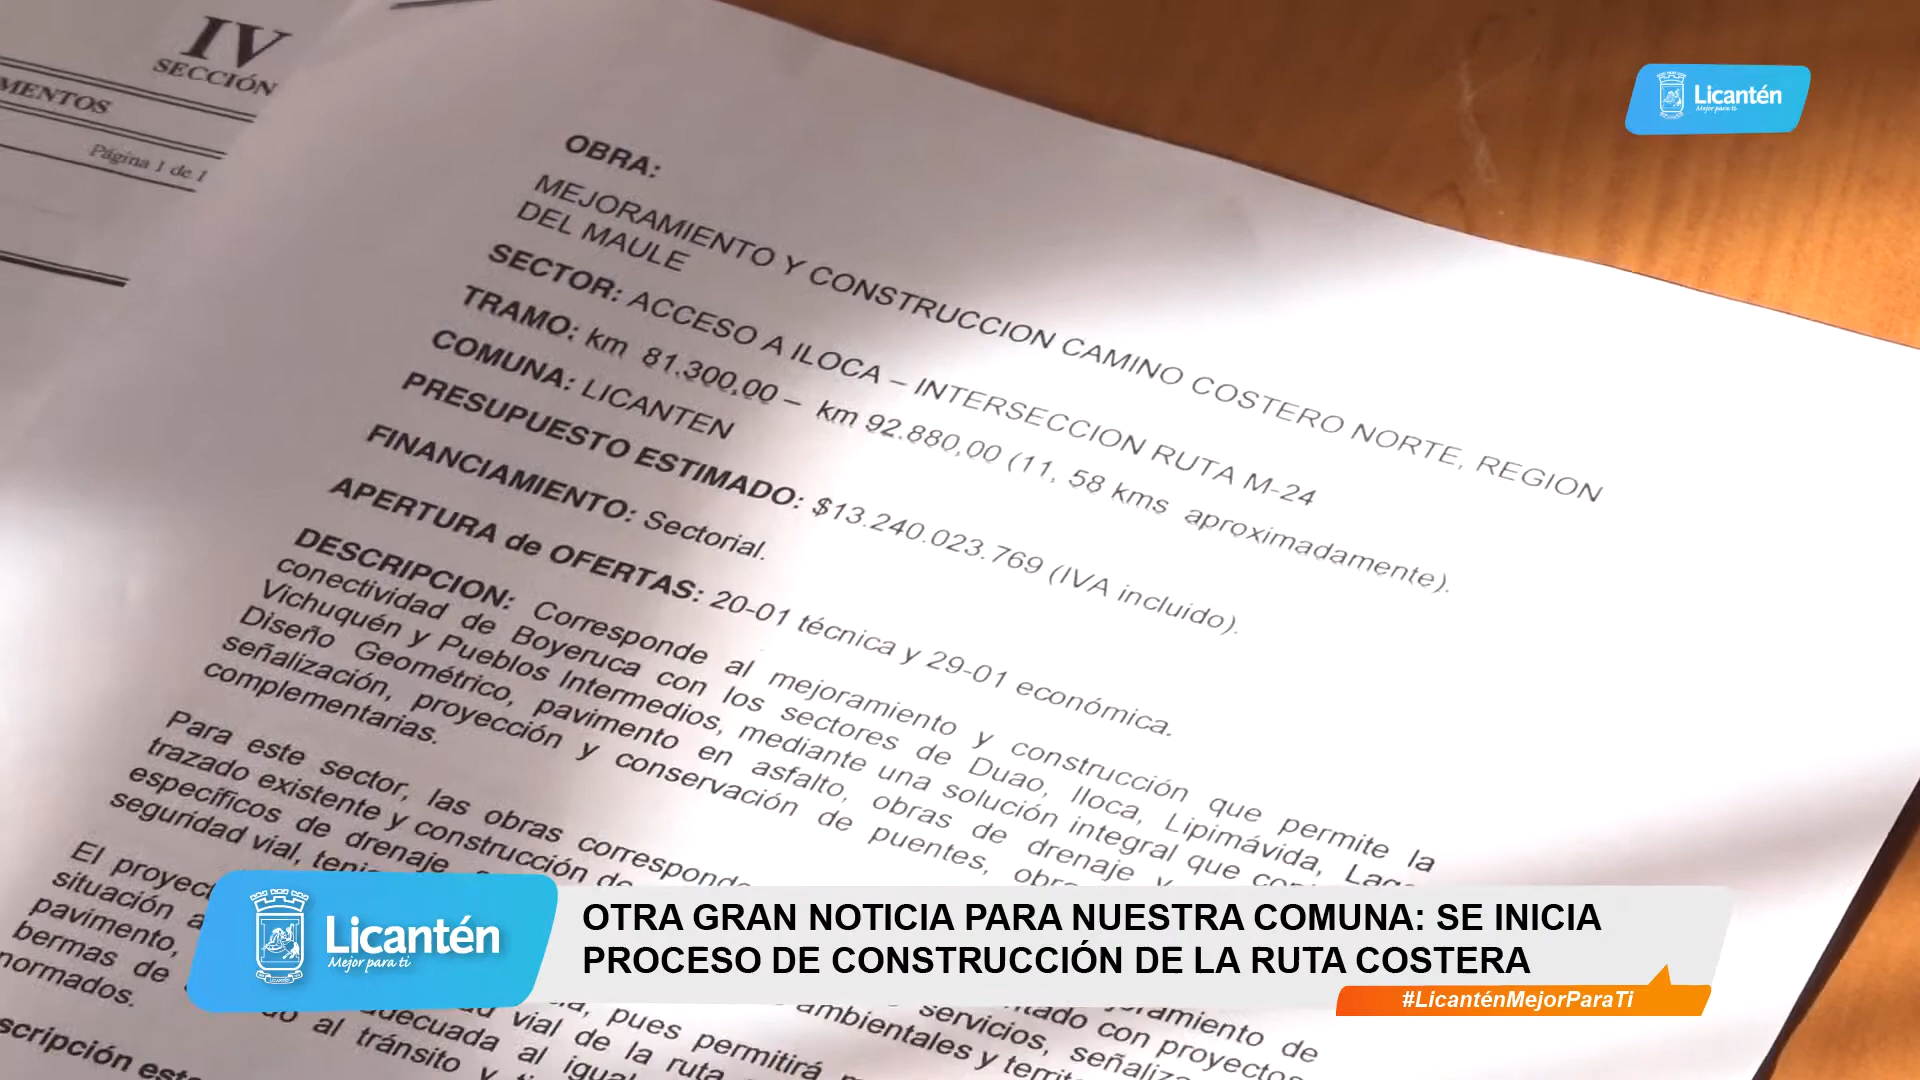 IV
SECCIÓN
MENTOS
Página 1 de 1
Licantén
Mejor para ti
OBRA:
MEJORAMIENTO Y CONSTRUCCION CAMINO COSTERO NORTE, REGION
DEL MAULE
SECTOR: ACCESO A ILOCA – INTERSECCION RUTA M-24
TRAMO: km 81.300,00 – km 92.880,00 (11, 58 kms aproximadamente).
COMUNA: LICANTEN
PRESUPUESTO ESTIMADO: $13.240.023.769 (IVA incluido).
FINANCIAMIENTO: Sectorial.
APERTURA de OFERTAS: 20-01 técnica y 29-01 económica.
DESCRIPCION: Corresponde al mejoramiento y construcción que permite la
conectividad de Boyeruca con los sectores de Duao, Iloca, Lipimávida,
Vichuquén y Pueblos Intermedios, mediante una solución integral que
Diseño Geométrico, pavimento en asfalto, obras de drenaje y
señalización, proyección y conservación de puentes,
complementarias.
Para este sector, las obras
trazado existente y construcción
específicos de drenaje
seguridad vial,
El
situación
pavimento,
bermas de
normados.
Licantén
Mejor para ti
OTRA GRAN NOTICIA PARA NUESTRA COMUNA: SE INICIA
PROCESO DE CONSTRUCCIÓN DE LA RUTA COSTERA
#LicanténMejorParaTi
pues permitirá
vial de la ruta
al tránsito y
ambientales y
servicios,
con proyectos
de